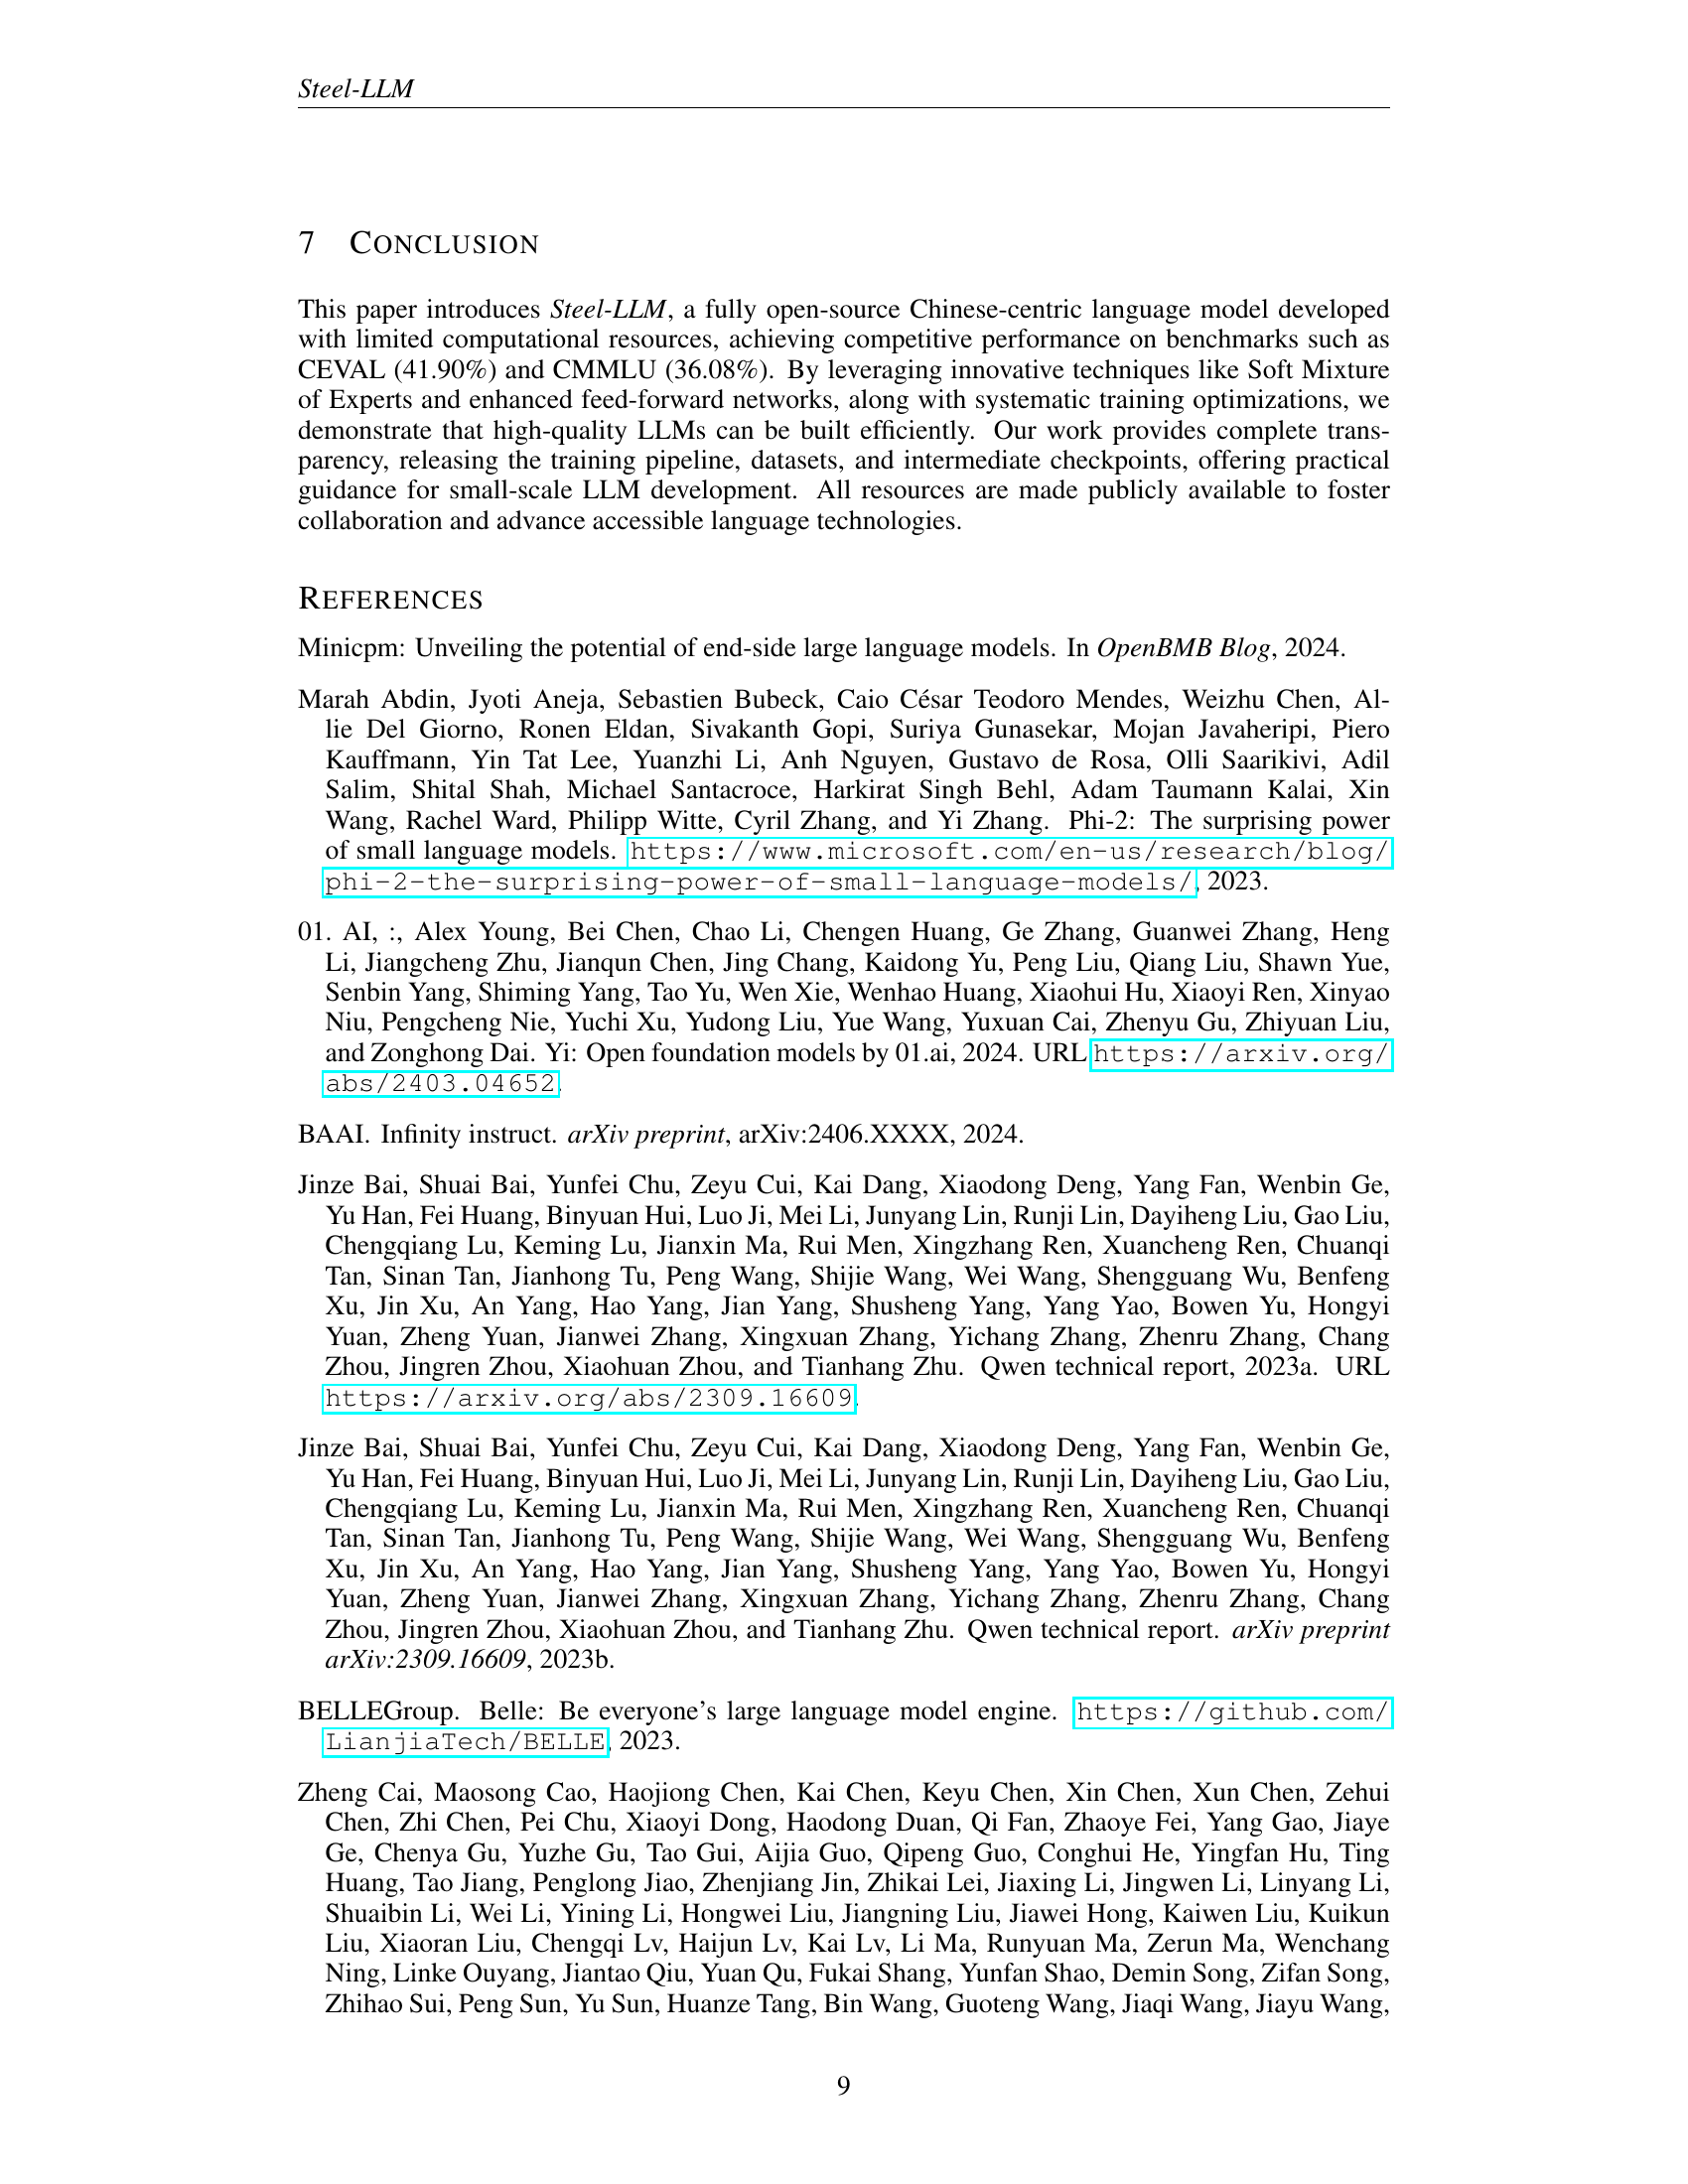 Steel-LLM
7 CONCLUSION
This paper introduces Steel-LLM, a fully open-source Chinese-centric language model developed
with limited computational resources, achieving competitive performance on benchmarks such as
CEVAL (41.90%) and CMMLU (36.08%). By leveraging innovative techniques like Soft Mixture
of Experts and enhanced feed-forward networks, along with systematic training optimizations, we
demonstrate that high-quality LLMs can be built efficiently. Our work provides complete trans-
parency, releasing the training pipeline, datasets, and intermediate checkpoints, offering practical
guidance for small-scale LLM development. All resources are made publicly available to foster
collaboration and advance accessible language technologies.
REFERENCES
Minicpm: Unveiling the potential of end-side large language models. In OpenBMB Blog, 2024.
Marah Abdin, Jyoti Aneja, Sebastien Bubeck, Caio César Teodoro Mendes, Weizhu Chen, Al-
lie Del Giorno, Ronen Eldan, Sivakanth Gopi, Suriya Gunasekar, Mojan Javaheripi, Piero
Kauffmann, Yin Tat Lee, Yuanzhi Li, Anh Nguyen, Gustavo de Rosa, Olli Saarikivi, Adil
Salim, Shital Shah, Michael Santacroce, Harkirat Singh Behl, Adam Taumann Kalai, Xin
Wang, Rachel Ward, Philipp Witte, Cyril Zhang, and Yi Zhang. Phi-2: The surprising power
of small language models. https://www.microsoft.com/en-us/research/blog/
phi-2-the-surprising-power-of-small-language-models/, 2023.
01. AI, :, Alex Young, Bei Chen, Chao Li, Chengen Huang, Ge Zhang, Guanwei Zhang, Heng
Li, Jiangcheng Zhu, Jianqun Chen, Jing Chang, Kaidong Yu, Peng Liu, Qiang Liu, Shawn Yue,
Senbin Yang, Shiming Yang, Tao Yu, Wen Xie, Wenhao Huang, Xiaohui Hu, Xiaoyi Ren, Xinyao
Niu, Pengcheng Nie, Yuchi Xu, Yudong Liu, Yue Wang, Yuxuan Cai, Zhenyu Gu, Zhiyuan Liu,
and Zonghong Dai. Yi: Open foundation models by 01.ai, 2024. URL https://arxiv.org/
abs/2403.04652.
BAAI. Infinity instruct. arXiv preprint, arXiv:2406.XXXX, 2024.
Jinze Bai, Shuai Bai, Yunfei Chu, Zeyu Cui, Kai Dang, Xiaodong Deng, Yang Fan, Wenbin Ge,
Yu Han, Fei Huang, Binyuan Hui, Luo Ji, Mei Li, Junyang Lin, Runji Lin, Dayiheng Liu, Gao Liu,
Chengqiang Lu, Keming Lu, Jianxin Ma, Rui Men, Xingzhang Ren, Xuancheng Ren, Chuanqi
Tan, Sinan Tan, Jianhong Tu, Peng Wang, Shijie Wang, Wei Wang, Shengguang Wu, Benfeng
Xu, Jin Xu, An Yang, Hao Yang, Jian Yang, Shusheng Yang, Yang Yao, Bowen Yu, Hongyi
Yuan, Zheng Yuan, Jianwei Zhang, Xingxuan Zhang, Yichang Zhang, Zhenru Zhang, Chang
Zhou, Jingren Zhou, Xiaohuan Zhou, and Tianhang Zhu. Qwen technical report, 2023a. URL
https://arxiv.org/abs/2309.16609.
Jinze Bai, Shuai Bai, Yunfei Chu, Zeyu Cui, Kai Dang, Xiaodong Deng, Yang Fan, Wenbin Ge,
Yu Han, Fei Huang, Binyuan Hui, Luo Ji, Mei Li, Junyang Lin, Runji Lin, Dayiheng Liu, Gao Liu,
Chengqiang Lu, Keming Lu, Jianxin Ma, Rui Men, Xingzhang Ren, Xuancheng Ren, Chuanqi
Tan, Sinan Tan, Jianhong Tu, Peng Wang, Shijie Wang, Wei Wang, Shengguang Wu, Benfeng
Xu, Jin Xu, An Yang, Hao Yang, Jian Yang, Shusheng Yang, Yang Yao, Bowen Yu, Hongyi
Yuan, Zheng Yuan, Jianwei Zhang, Xingxuan Zhang, Yichang Zhang, Zhenru Zhang, Chang
Zhou, Jingren Zhou, Xiaohuan Zhou, and Tianhang Zhu. Qwen technical report. arXiv preprint
arXiv:2309.16609, 2023b.
BELLEGroup. Belle: Be everyone's large language model engine. https://github.com/
LianjiaTech/BELLE, 2023.
Zheng Cai, Maosong Cao, Haojiong Chen, Kai Chen, Keyu Chen, Xin Chen, Xun Chen, Zehui
Chen, Zhi Chen, Pei Chu, Xiaoyi Dong, Haodong Duan, Qi Fan, Zhaoye Fei, Yang Gao, Jiaye
Ge, Chenya Gu, Yuzhe Gu, Tao Gui, Aijia Guo, Qipeng Guo, Conghui He, Yingfan Hu, Ting
Huang, Tao Jiang, Penglong Jiao, Zhenjiang Jin, Zhikai Lei, Jiaxing Li, Jingwen Li, Linyang Li,
Shuaibin Li, Wei Li, Yining Li, Hongwei Liu, Jiangning Liu, Jiawei Hong, Kaiwen Liu, Kuikun
Liu, Xiaoran Liu, Chengqi Lv, Haijun Lv, Kai Lv, Li Ma, Runyuan Ma, Zerun Ma, Wenchang
Ning, Linke Ouyang, Jiantao Qiu, Yuan Qu, Fukai Shang, Yunfan Shao, Demin Song, Zifan Song,
Zhihao Sui, Peng Sun, Yu Sun, Huanze Tang, Bin Wang, Guoteng Wang, Jiaqi Wang, Jiayu Wang,
9